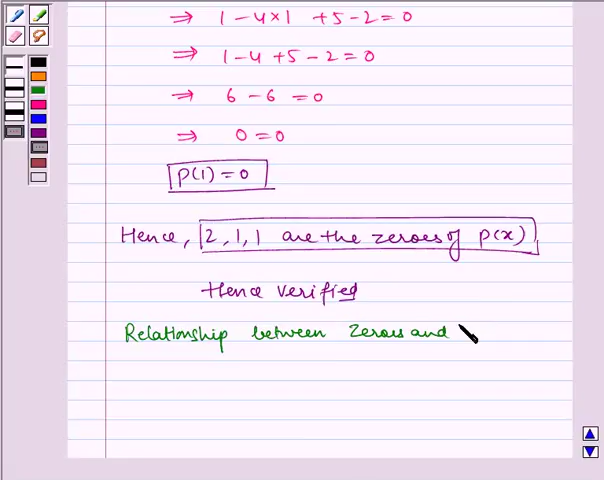 ⇒ 1 - 4 × 1 + 5 - 2 = 0
⇒ 1 - 4 + 5 - 2 = 0
⇒ 6 - 6 = 0
⇒ 0 = 0
p(1) = 0
Hence, 2, 1, 1 are the zeroes of p(x)
Hence verified
Relationship between Zeroes and